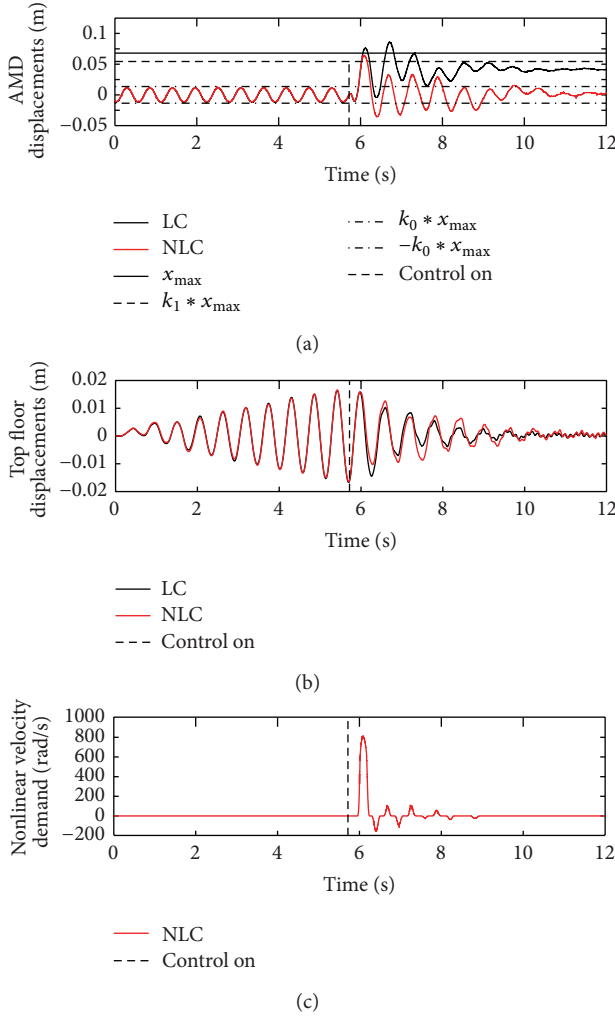 AMD
displacements (m)
0.1
0.05
0
−0.05
0 2 4 6 8 10 12
Time (s)
LC
NLC
x_max
k_1 ∗ x_max
k_0 ∗ x_max
−k_0 ∗ x_max
Control on
(a)
Top floor
displacements (m)
0.02
0.01
0
−0.01
−0.02
0 2 4 6 8 10 12
Time (s)
LC
NLC
Control on
(b)
Nonlinear velocity
demand (rad/s)
1000
800
600
400
200
0
−200
0 2 4 6 8 10 12
Time (s)
NLC
Control on
(c)